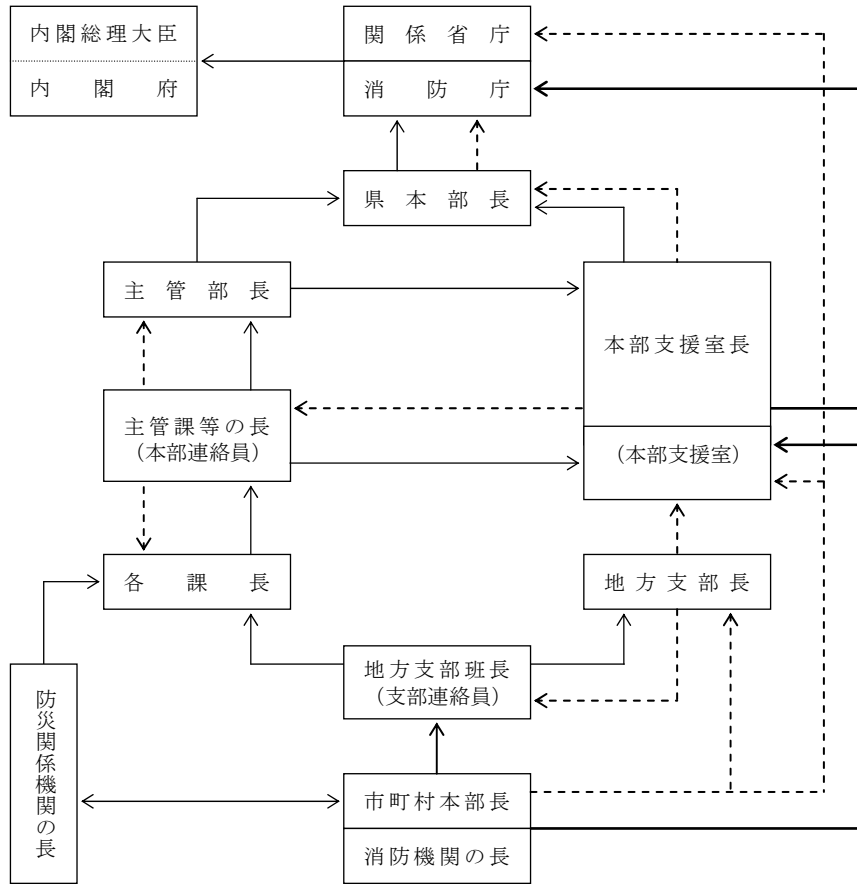 内閣総理大臣
内閣府
関係省庁
消防庁
県本部長
主管部長
本部支援室長
主管課等の長
（本部連絡員）
（本部支援室）
各課長
地方支部長
地方支部班長
（支部連絡員）
防災関係機関の長
市町村本部長
消防機関の長